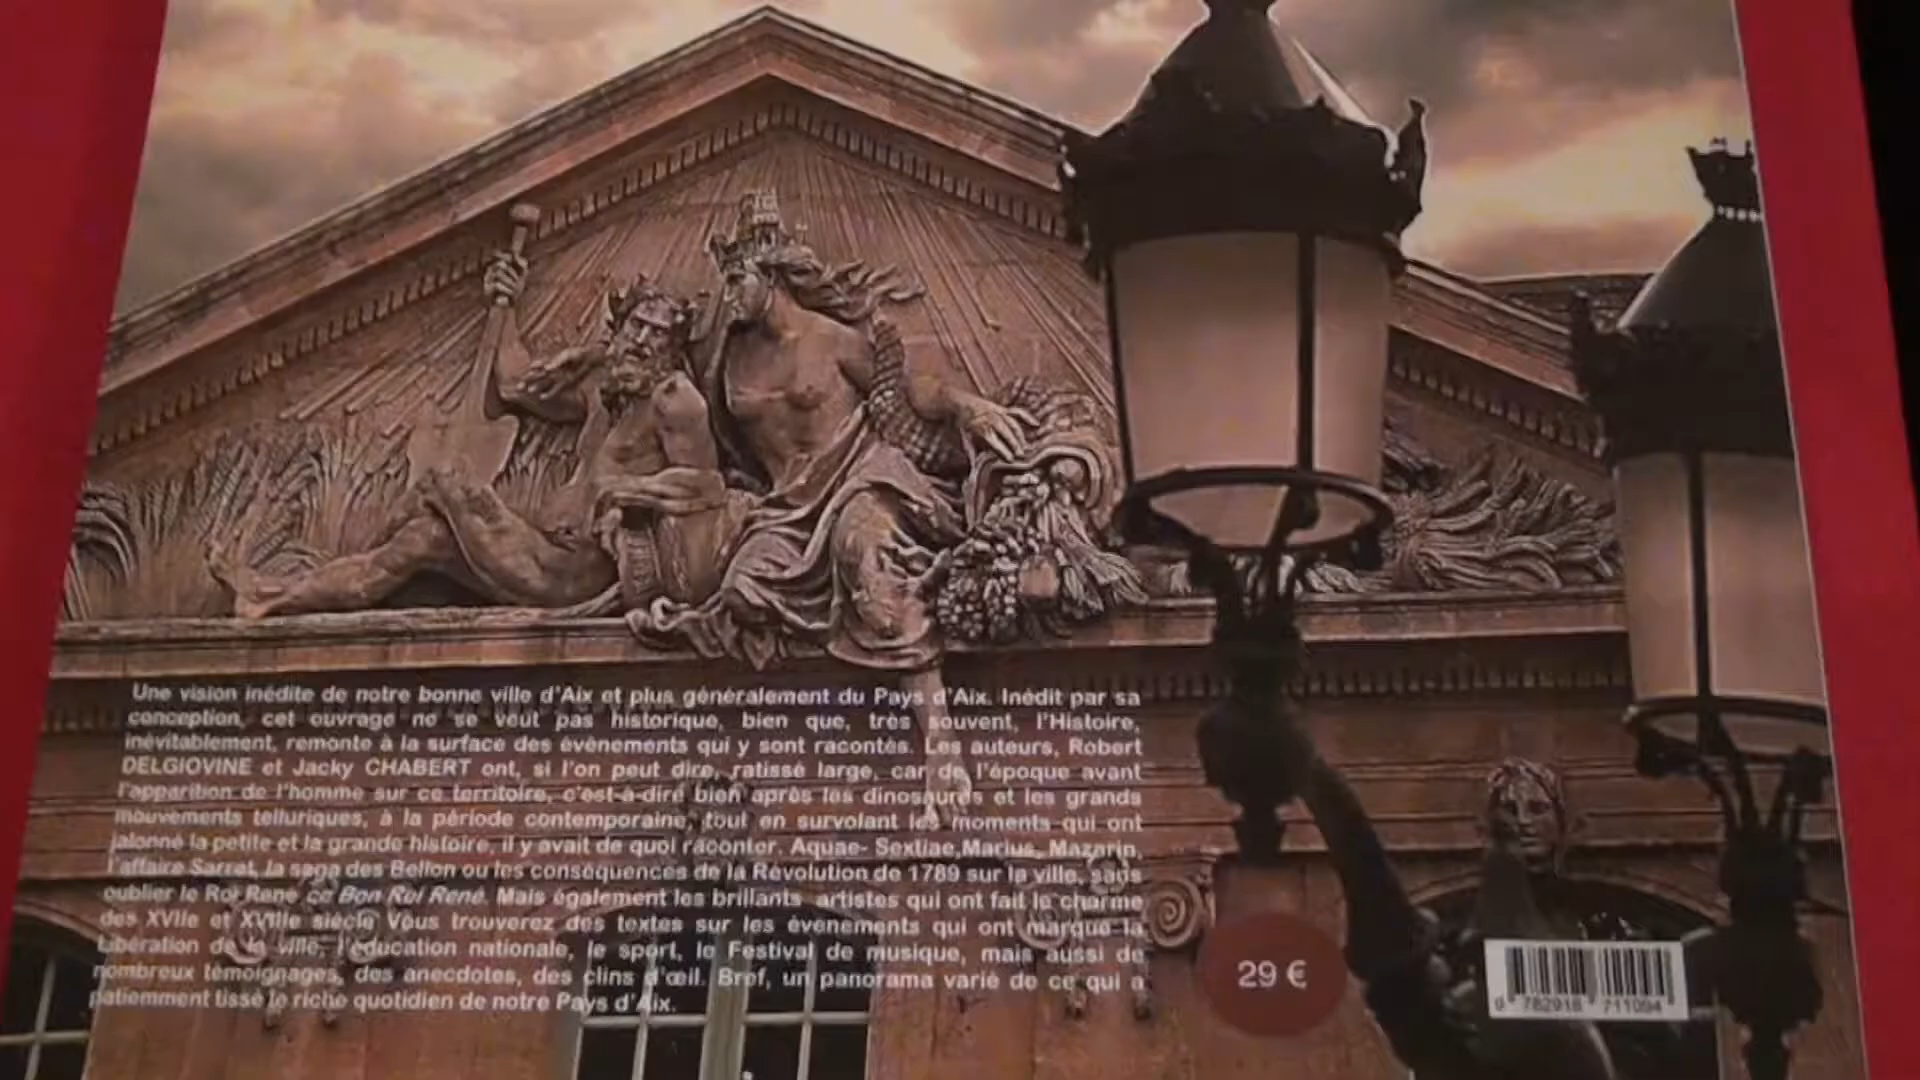 Une vision inédite de notre bonne ville d'Aix et plus généralement du Pays d'Aix. Inédit par sa
conception, cet ouvrage ne se veut pas historique, bien que, très souvent, l'Histoire,
inévitablement, remonte à la surface des évènements qui y sont racontés. Les auteurs, Robert
DELGIOVINE et Jacky CHABERT ont, si l'on peut dire, ratissé large, car de l'époque avant
l'apparition de l'homme sur ce territoire, c'est-à-dire bien après les dinosaures et les grands
mouvements telluriques, à la période contemporaine, tout en survolant les moments qui ont
jalonné la petite et la grande histoire, il y avait de quoi raconter. Aquae- Sextiae,Marius, Mazarin,
l'affaire Sarret, la saga des Bellon ou les conséquences de la Révolution de 1789 sur la ville, sans
oublier le Roi René ce Bon Roi René. Mais également les brillants artistes qui ont fait le charme
des XVIIe et XVIIIe siècle Vous trouverez des textes sur les évenements qui ont marqué la
Libération de la ville, l'éducation nationale, le sport, le Festival de musique, mais aussi de
nombreux témoignages, des anecdotes, des clins d'œil. Bref, un panorama varié de ce qui a
patiemment tissé le riche quotidien de notre Pays d'Aix.
29 €